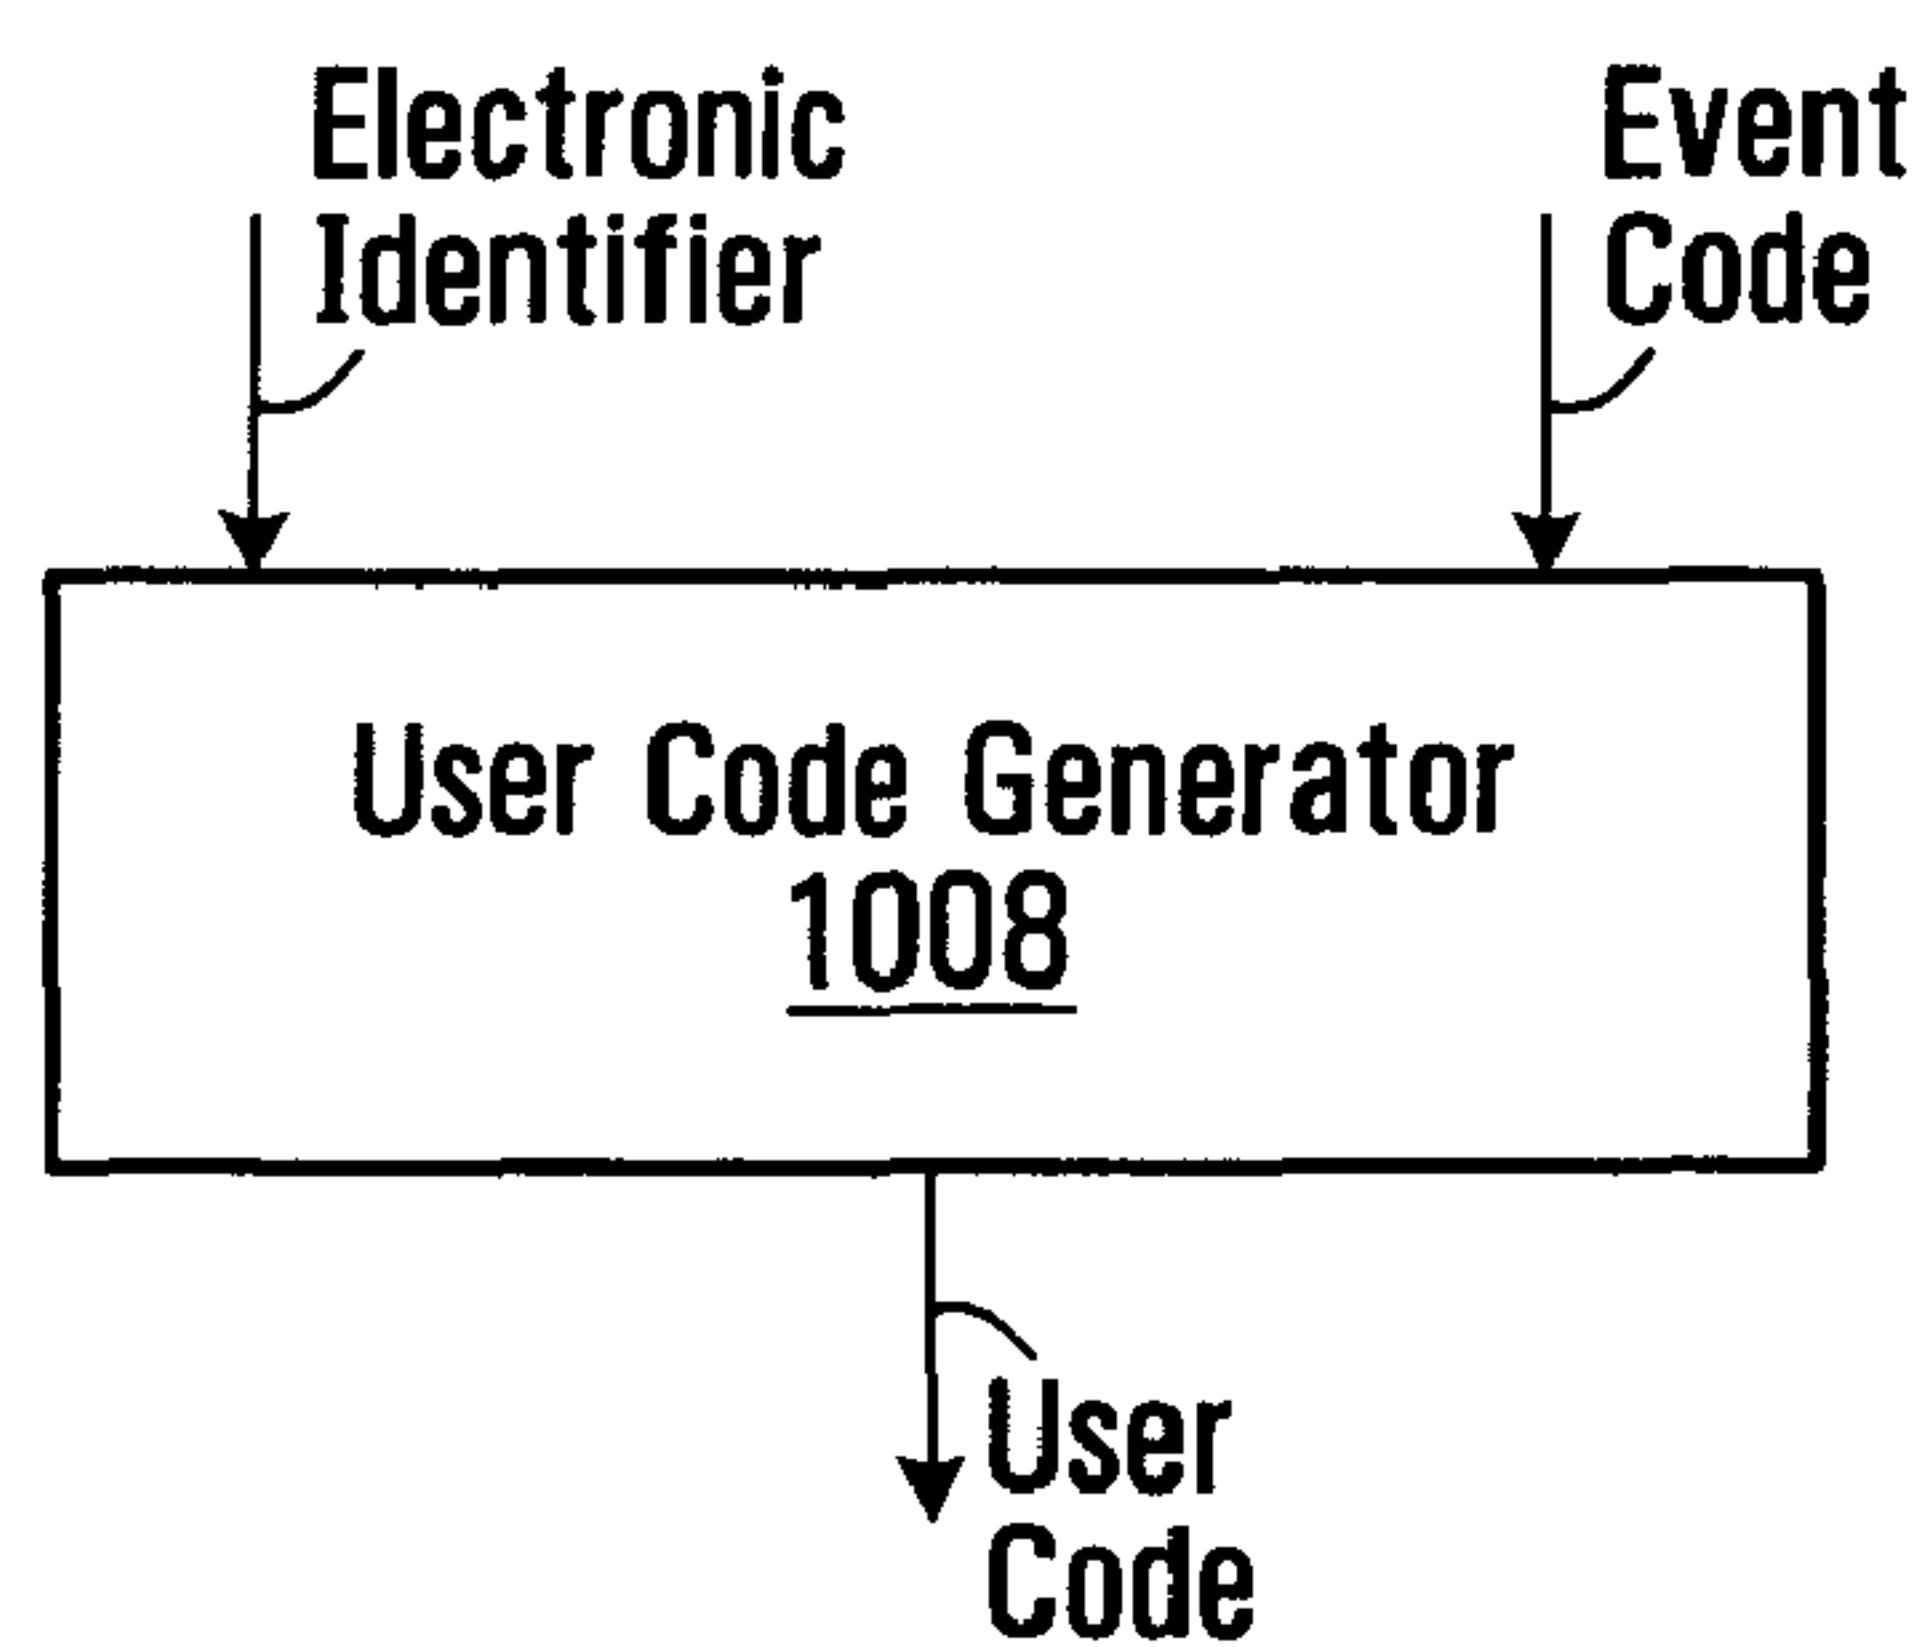 Electronic
Identifier
Event
Code
User Code Generator
1008
User
Code